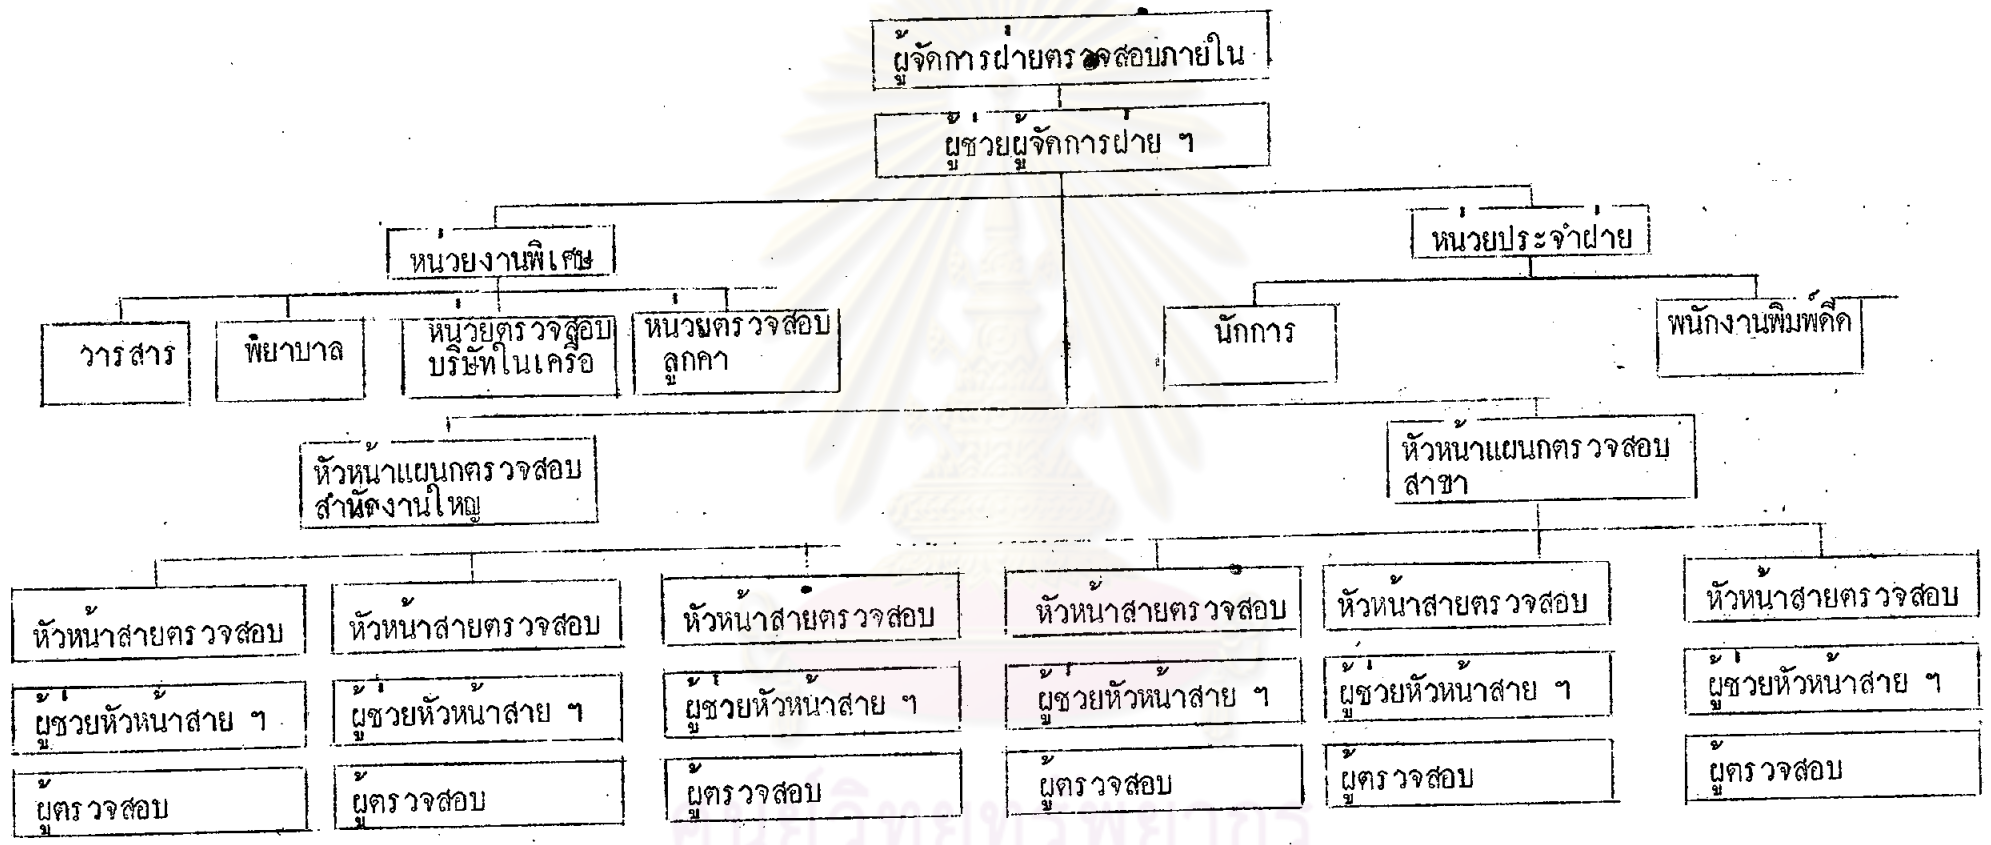 ผู้จัดการฝ่ายตรวจสอบภายใน
ผู้ช่วยผู้จัดการฝ่าย ฯ
หน่วยงานพิเศษ
หน่วยประจำฝ่าย
วารสาร
พยาบาล
หน่วยตรวจสอบ
บริษัทในเครือ
หน่วยตรวจสอบ
ลูกคา
นักการ
พนักงานพิมพ์ดีด
หัวหน้าแผนกตรวจสอบ
สำนักงานใหญ่
หัวหน้าแผนกตรวจสอบ
สาขา
หัวหน้าสายตรวจสอบ
หัวหน้าสายตรวจสอบ
หัวหน้าสายตรวจสอบ
หัวหน้าสายตรวจสอบ
หัวหน้าสายตรวจสอบ
หัวหน้าสายตรวจสอบ
ผู้ช่วยหัวหน้าสาย ฯ
ผู้ช่วยหัวหน้าสาย ฯ
ผู้ช่วยหัวหน้าสาย ฯ
ผู้ช่วยหัวหน้าสาย ฯ
ผู้ช่วยหัวหน้าสาย ฯ
ผู้ช่วยหัวหน้าสาย ฯ
ผู้ตรวจสอบ
ผู้ตรวจสอบ
ผู้ตรวจสอบ
ผู้ตรวจสอบ
ผู้ตรวจสอบ
ผู้ตรวจสอบ
ศูนย์วิทยทรัพยากร